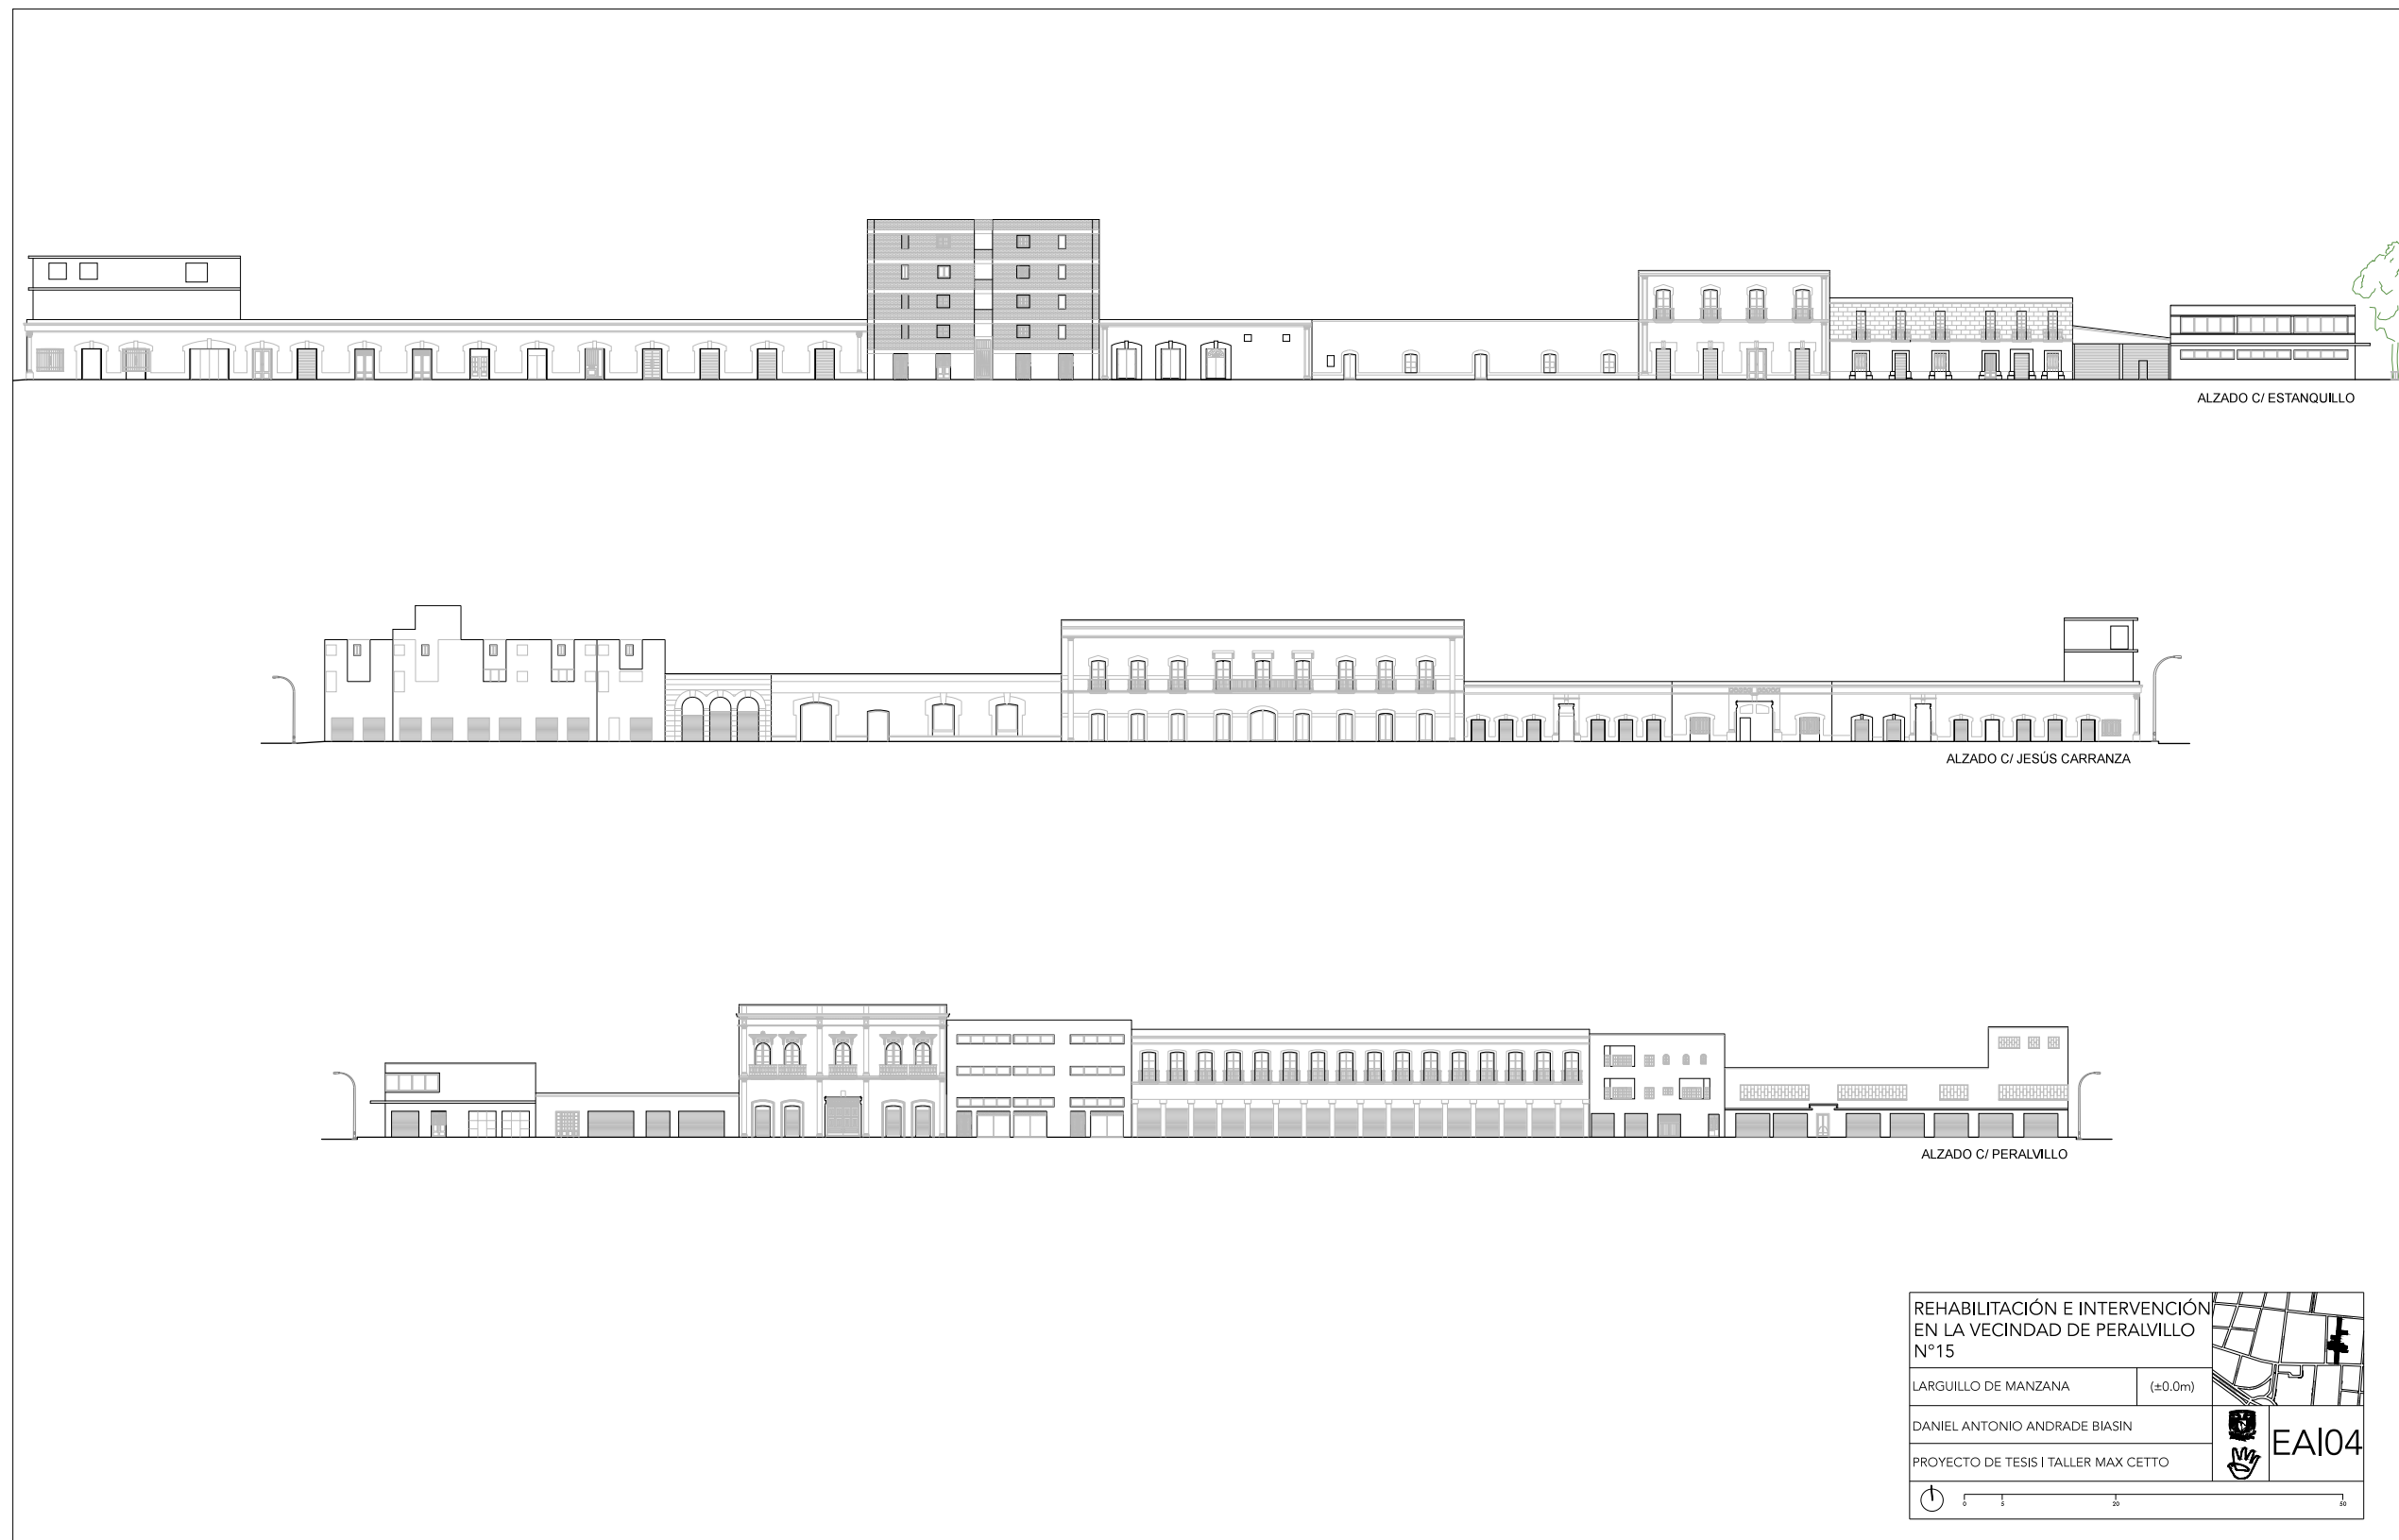 ALZADO C/ ESTANQUILLO
ALZADO C/ JESÚS CARRANZA
ALZADO C/ PERALVILLO
REHABILITACIÓN E INTERVENCIÓN
EN LA VECINDAD DE PERALVILLO
N°15
LARGUILLO DE MANZANA (±0.0m)
DANIEL ANTONIO ANDRADE BIASIN
PROYECTO DE TESIS | TALLER MAX CETTO
EA|04
0 5 20 50